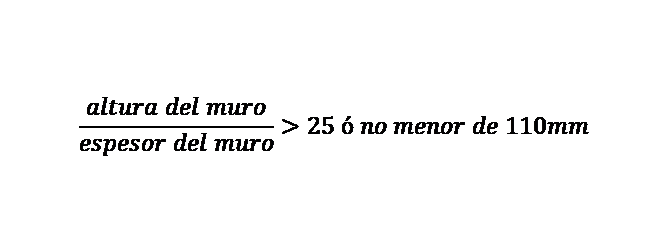 altura del muro
espesor del muro > 25 ó no menor de 110mm